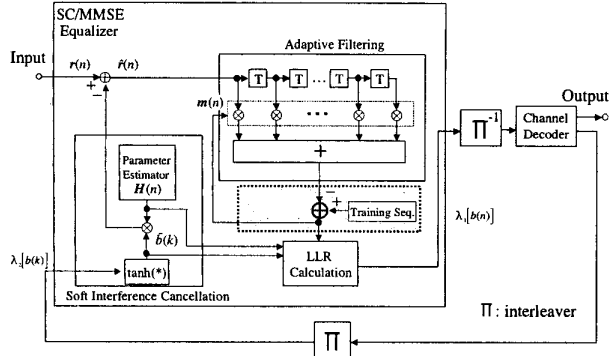 SC/MMSE
Equalizer
Adaptive Filtering
Input
r(n)
r̂(n)
+
−
T
T
...
T
m(n)
...
+
Output
Π⁻¹
Channel
Decoder
Parameter
Estimator
H(n)
−
+
Training Seq.
b̂(k)
λ₁[b(n)]
λ₂[b(k)]
LLR
Calculation
tanh(*)
Soft Interference Cancellation
Π : interleaver
Π